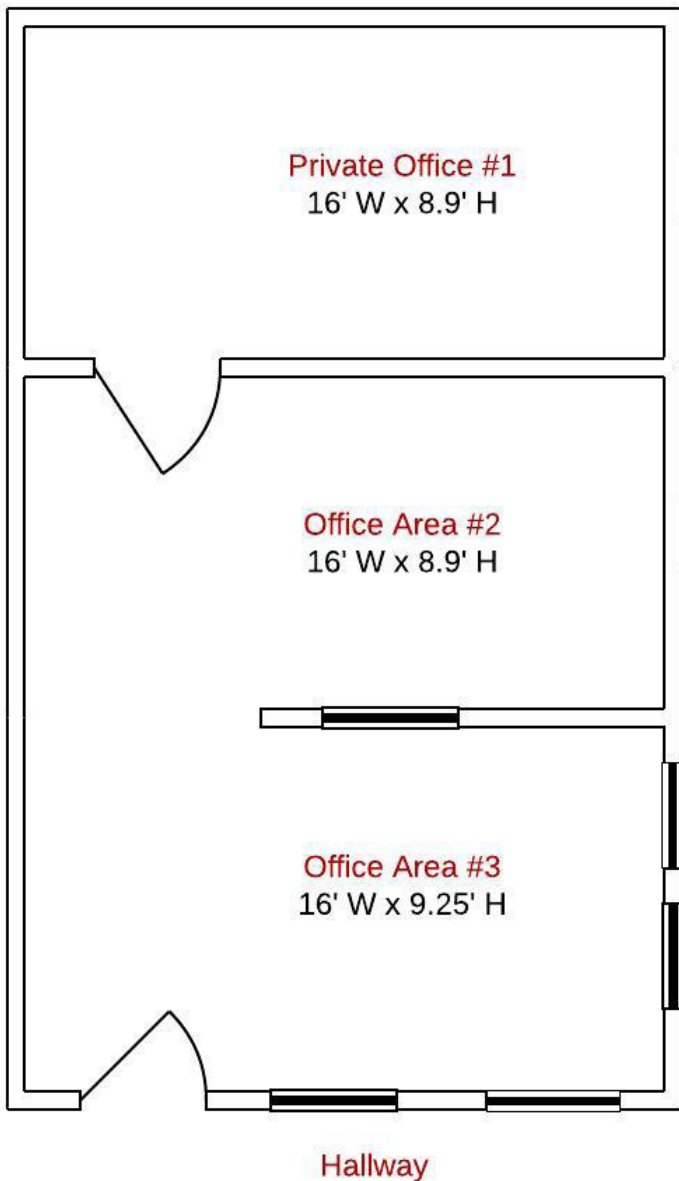 Private Office #1
16' W x 8.9' H
Office Area #2
16' W x 8.9' H
Office Area #3
16' W x 9.25' H
Hallway